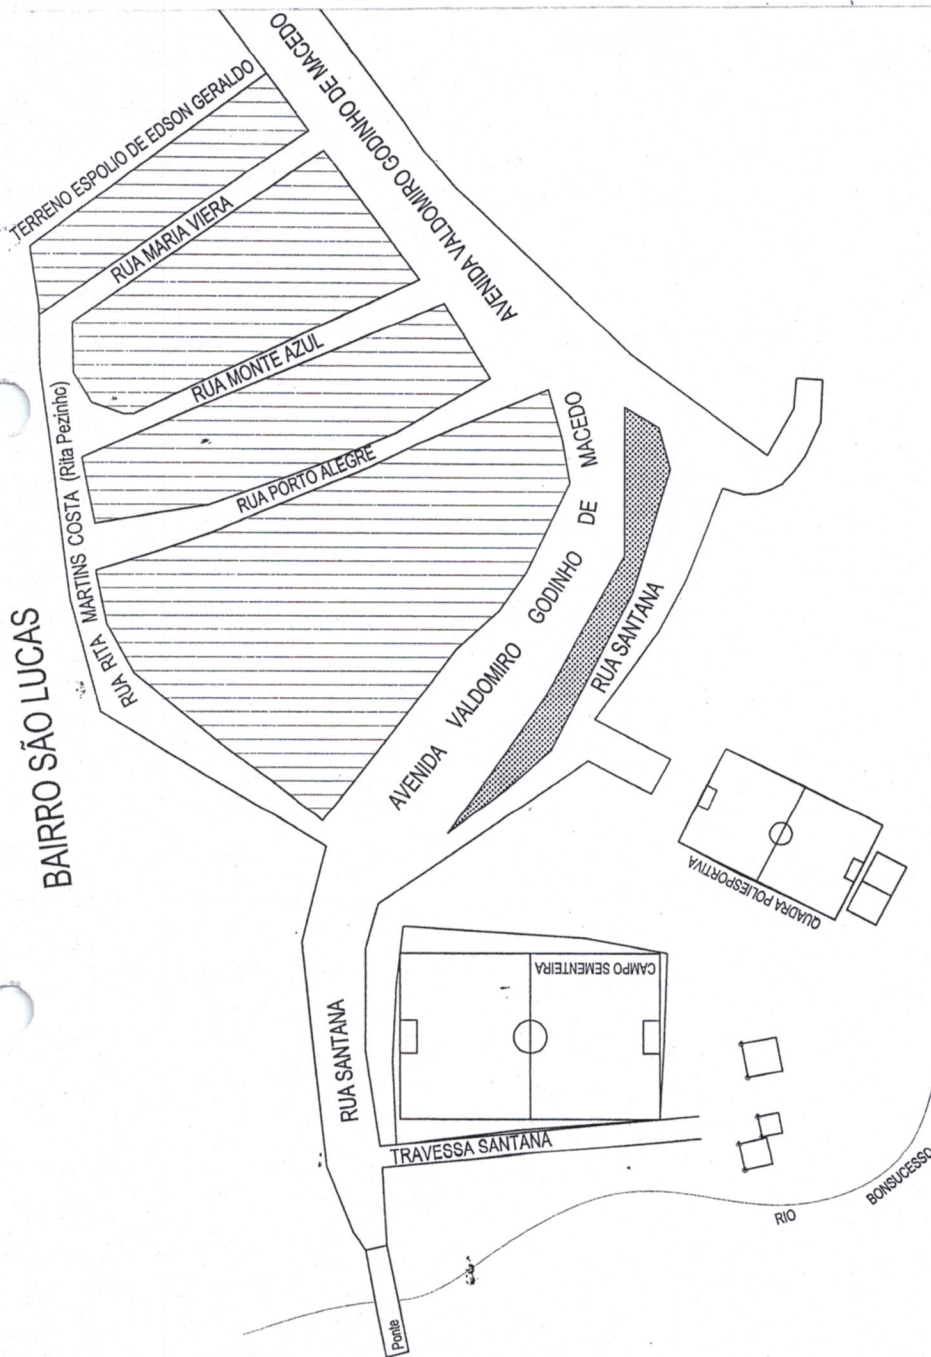 AVENIDA VALDOMIRO GODINHO DE MACEDO
TERRENO ESPOLIO DE EDSON GERALDO
RUA MARIA VIERA
RUA MONTE AZUL
RUA PORTO ALEGRE
RUA RITA MARTINS COSTA (Rita Pezinho)
BAIRRO SÃO LUCAS
AVENIDA VALDOMIRO GODINHO DE MACEDO
RUA SANTANA
QUADRA POLIESPORTIVA
CAMPO SEMENTEIRA
RUA SANTANA
TRAVESSA SANTANA
RIO BONSUCESSO
Ponte